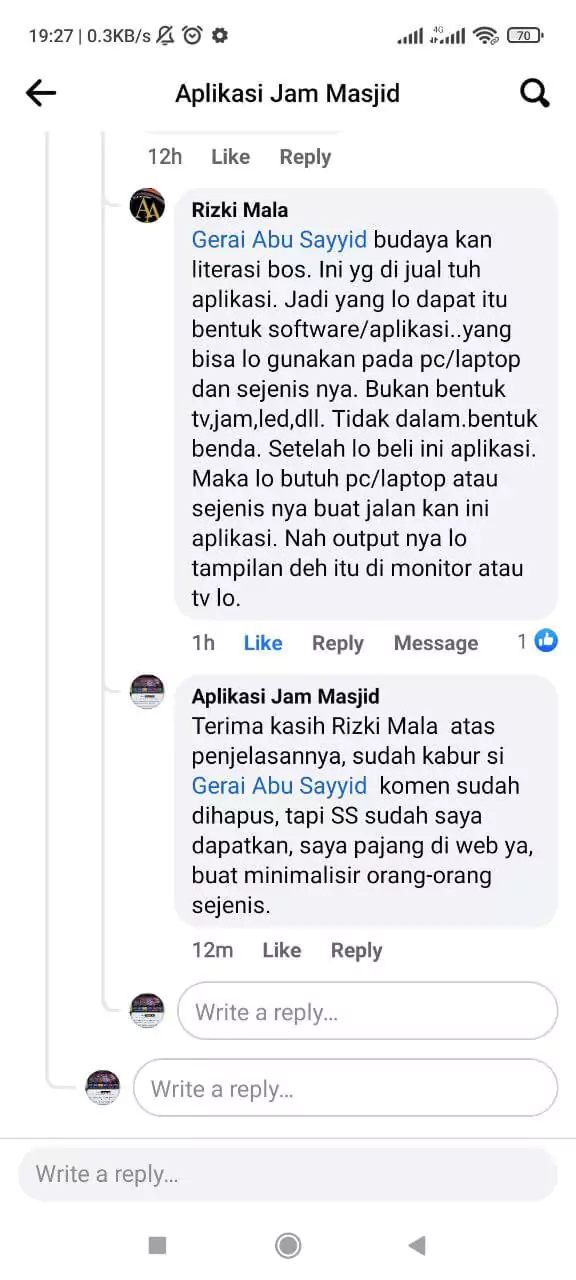 19:27 | 0.3KB/s
4G
70
Aplikasi Jam Masjid
12h Like Reply
Rizki Mala
Gerai Abu Sayyid budaya kan
literasi bos. Ini yg di jual tuh
aplikasi. Jadi yang lo dapat itu
bentuk software/aplikasi..yang
bisa lo gunakan pada pc/laptop
dan sejenis nya. Bukan bentuk
tv,jam,led,dll. Tidak dalam.bentuk
benda. Setelah lo beli ini aplikasi.
Maka lo butuh pc/laptop atau
sejenis nya buat jalan kan ini
aplikasi. Nah output nya lo
tampilan deh itu di monitor atau
tv lo.
1h Like Reply Message 1
Aplikasi Jam Masjid
Terima kasih Rizki Mala atas
penjelasannya, sudah kabur si
Gerai Abu Sayyid komen sudah
dihapus, tapi SS sudah saya
dapatkan, saya pajang di web ya,
buat minimalisir orang-orang
sejenis.
12m Like Reply
Write a reply...
Write a reply...
Write a reply...